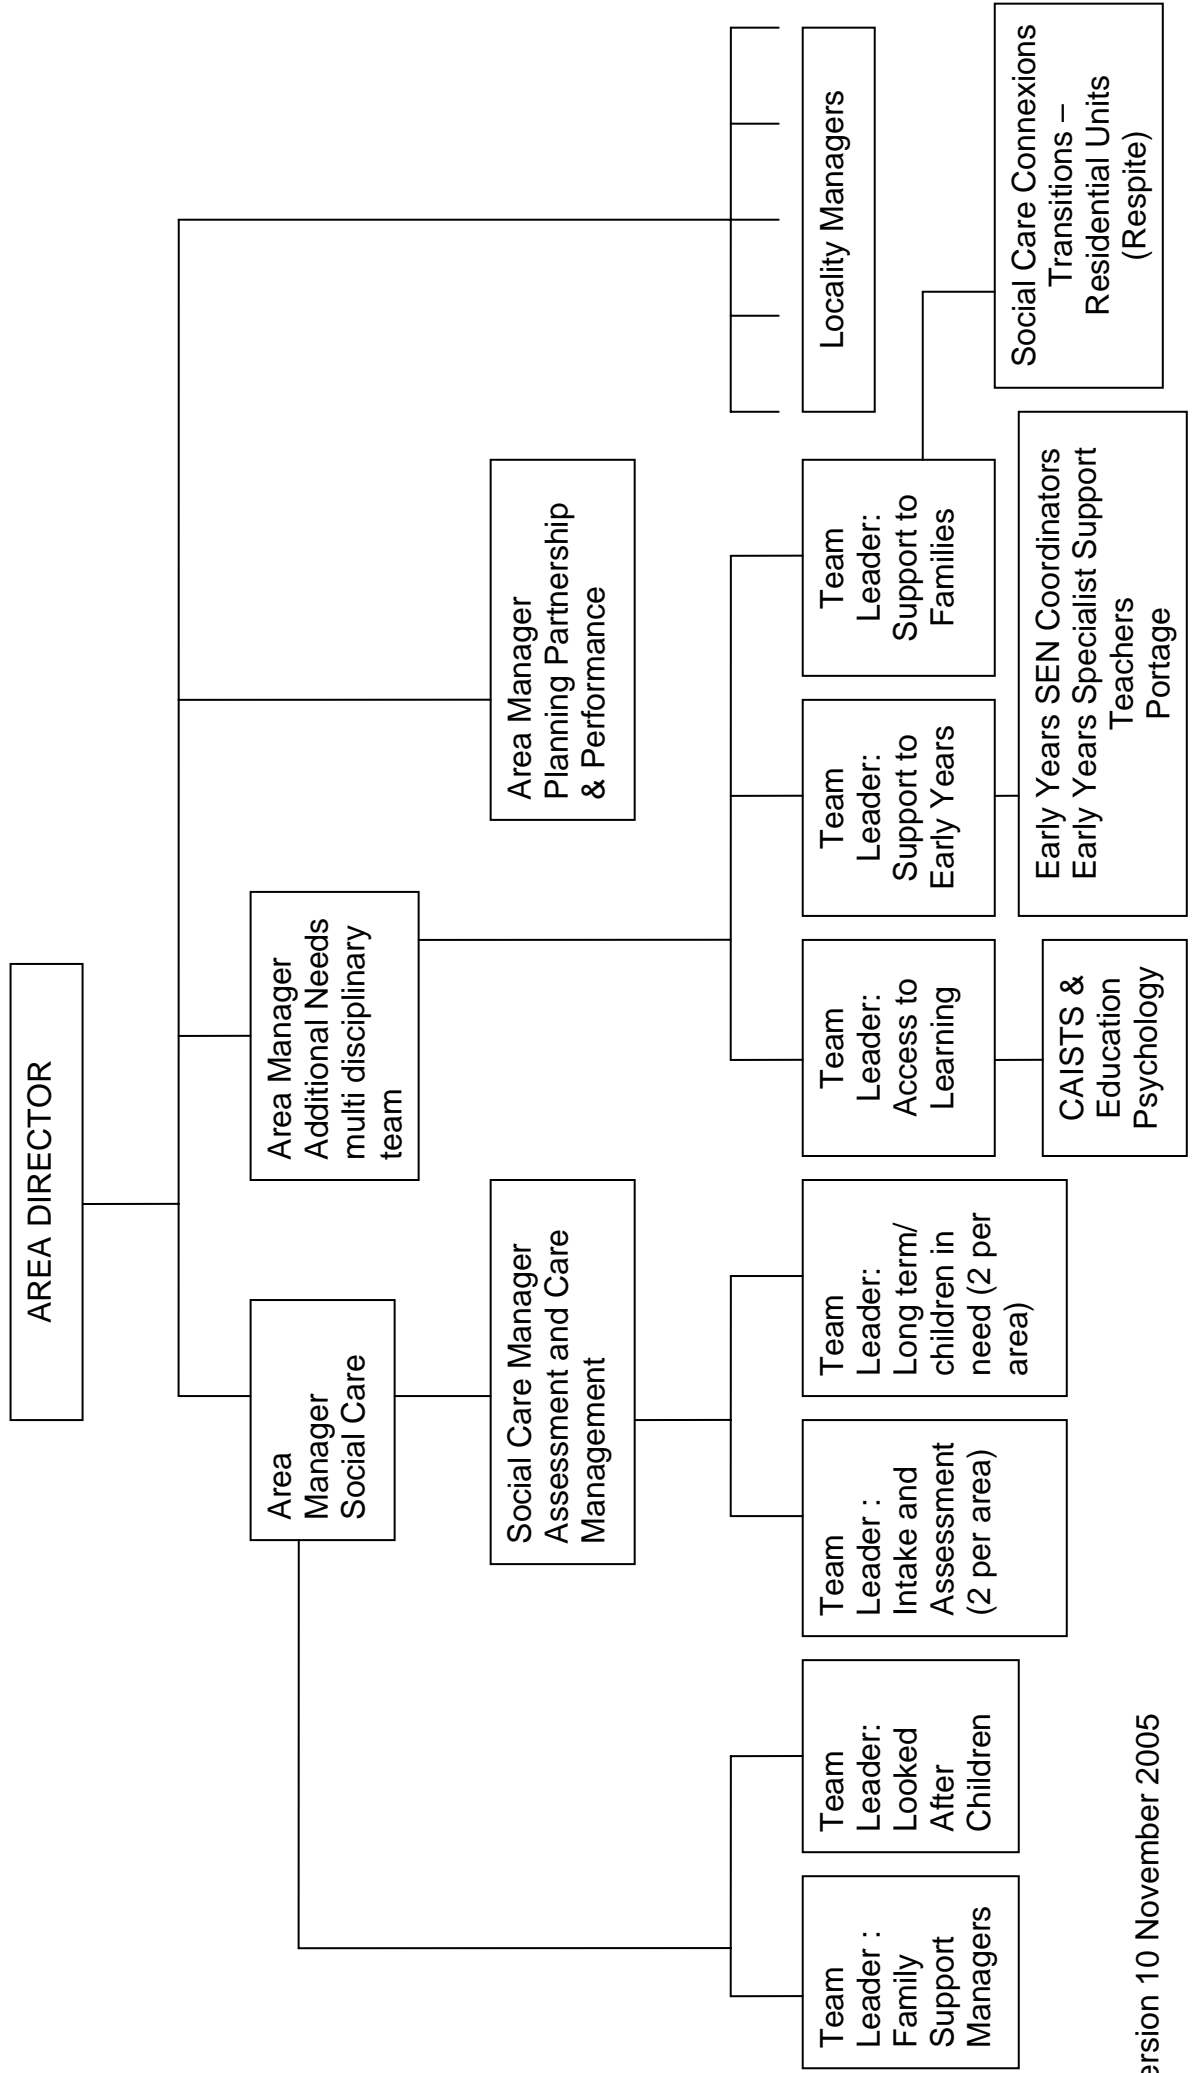 AREA DIRECTOR
Area
Manager
Social Care
Area Manager
Additional Needs
multi disciplinary
team
Social Care Manager
Assessment and Care
Management
Area Manager
Planning Partnership
& Performance
Team
Leader :
Family
Support
Managers
Team
Leader:
Looked
After
Children
Team
Leader :
Intake and
Assessment
(2 per area)
Team
Leader:
Long term/
children in
need (2 per
area)
Team
Leader:
Access to
Learning
Team
Leader:
Support to
Early Years
Team
Leader:
Support to
Families
Locality Managers
CAISTS &
Education
Psychology
Early Years SEN Coordinators
Early Years Specialist Support
Teachers
Portage
Social Care Connexions
Transitions –
Residential Units
(Respite)
ersion 10 November 2005